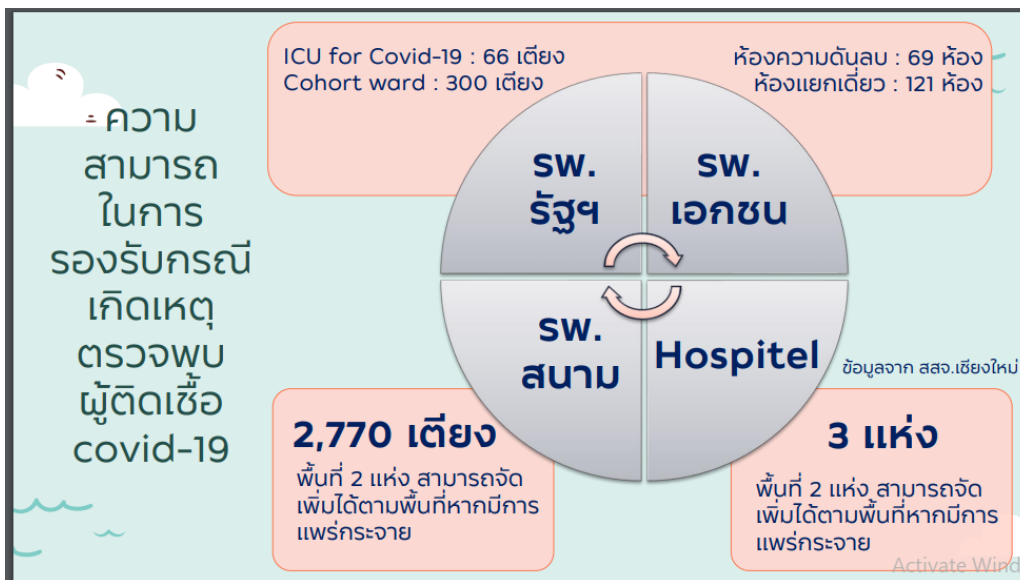 ความ
สามารถ
ในการ
รองรับกรณี
เกิดเหตุ
ตรวจพบ
ผู้ติดเชื้อ
covid-19
ICU for Covid-19 : 66 เตียง
Cohort ward : 300 เตียง
ห้องความดันลบ : 69 ห้อง
ห้องแยกเดี่ยว : 121 ห้อง
รพ.
รัฐฯ
รพ.
เอกชน
รพ.
สนาม
Hospitel
ข้อมูลจาก สสจ.เชียงใหม่
2,770 เตียง
พื้นที่ 2 แห่ง สามารถจัด
เพิ่มได้ตามพื้นที่หากมีการ
แพร่กระจาย
3 แห่ง
พื้นที่ 2 แห่ง สามารถจัด
เพิ่มได้ตามพื้นที่หากมีการ
แพร่กระจาย
Activate Wind